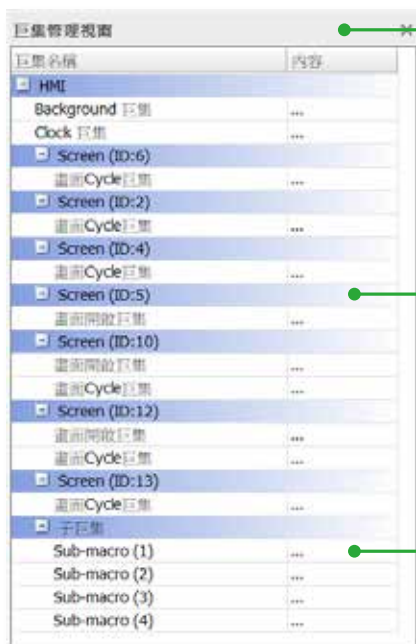 巨集管理視窗
巨集名稱 內容
HMI
Background 巨集 ...
Clock 巨集 ...
Screen (ID:6)
畫面Cycle巨集 ...
Screen (ID:2)
畫面Cycle巨集 ...
Screen (ID:4)
畫面Cycle巨集 ...
Screen (ID:5)
畫面開啟巨集 ...
Screen (ID:10)
畫面開啟巨集 ...
畫面Cycle巨集 ...
Screen (ID:12)
畫面開啟巨集 ...
畫面Cycle巨集 ...
Screen (ID:13)
畫面Cycle巨集 ...
子巨集
Sub-macro (1) ...
Sub-macro (2) ...
Sub-macro (3) ...
Sub-macro (4) ...